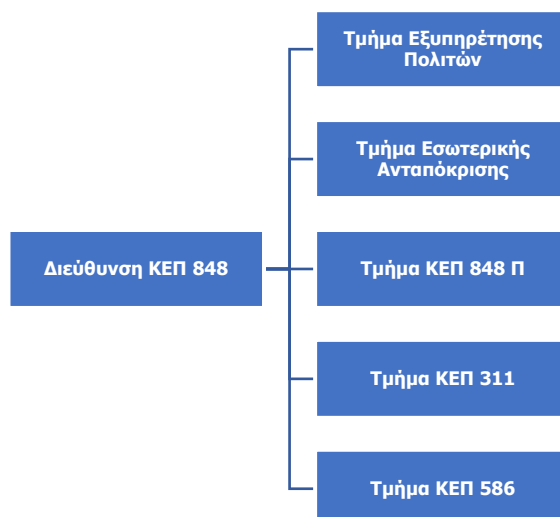 Τμήμα Εξυπηρέτησης
Πολιτών
Τμήμα Εσωτερικής
Ανταπόκρισης
Διεύθυνση ΚΕΠ 848
Τμήμα ΚΕΠ 848 Π
Τμήμα ΚΕΠ 311
Τμήμα ΚΕΠ 586